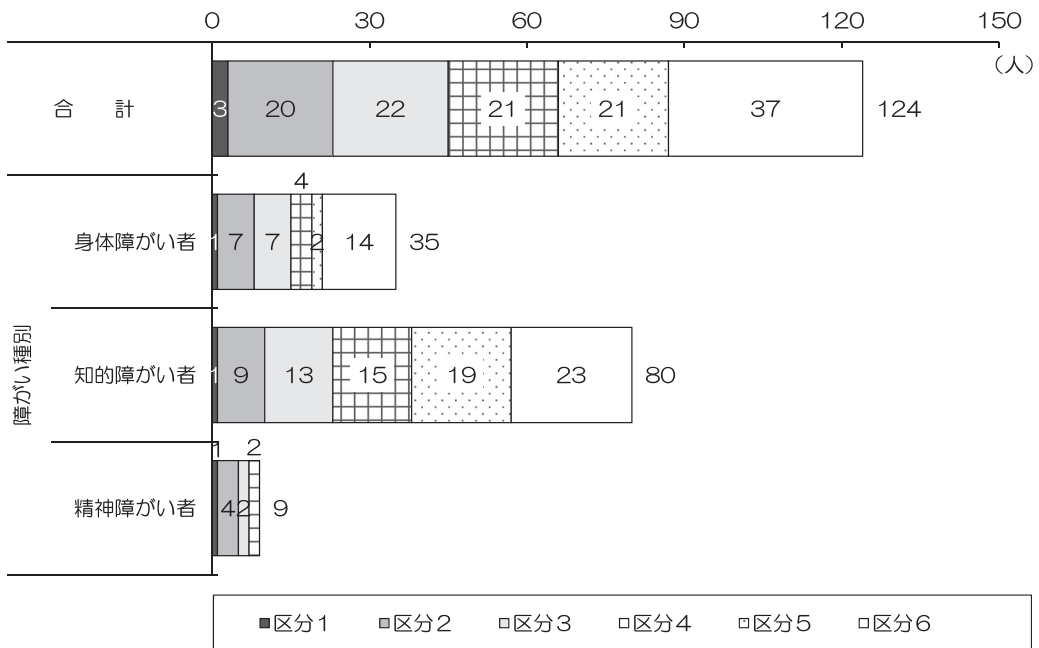 0 30 60 90 120 150
（人）
合　計 3 20 22 21 21 37 124
4
身体障がい者 1 7 7 2 14 35
障がい種別
知的障がい者 1 9 13 15 19 23 80
1 2
精神障がい者 4 2 9
区分1 区分2 区分3 区分4 区分5 区分6